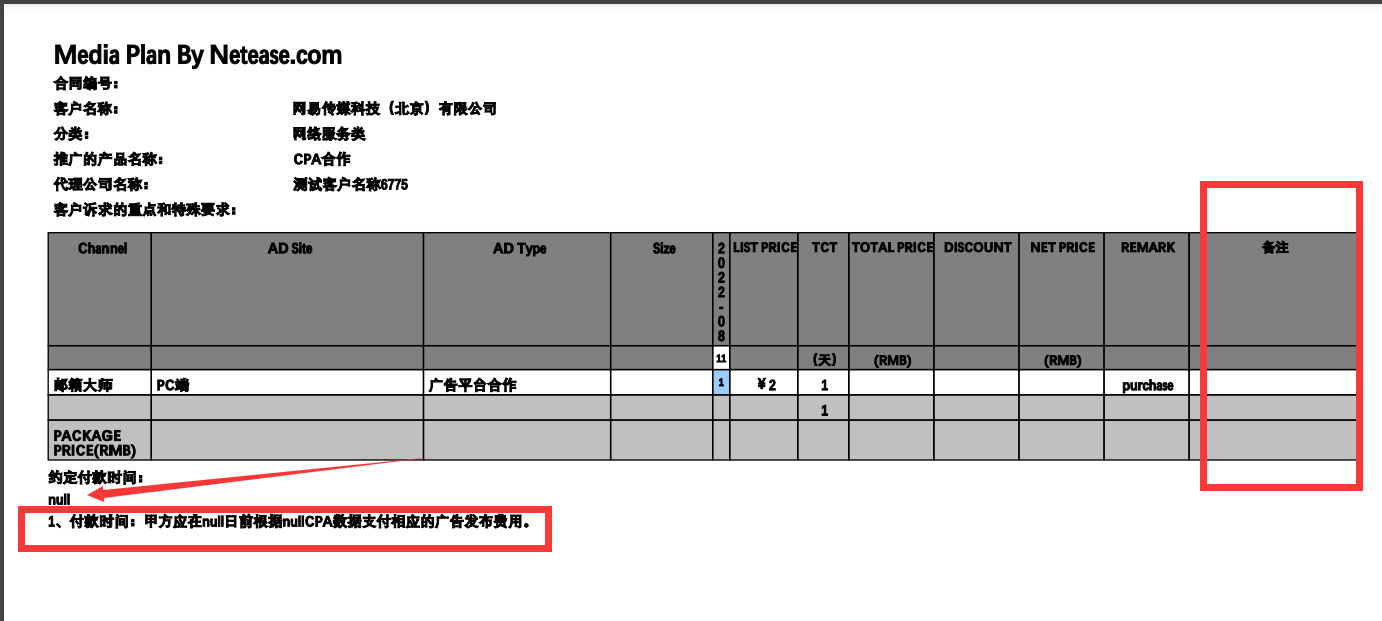 Media Plan By Netease.com
合同编号：
客户名称： 网易传媒科技（北京）有限公司
分类： 网络服务类
推广的产品名称： CPA合作
代理公司名称： 测试客户名称6775
客户诉求的重点和特殊要求：
Channel AD Site AD Type Size 2022-08 LIST PRICE TCT TOTAL PRICE DISCOUNT NET PRICE REMARK 备注
11 (天) (RMB) (RMB)
邮箱大师 PC端 广告平台合作 1 ￥2 1 purchase
1
PACKAGE
PRICE(RMB)
约定付款时间：
null
1、付款时间：甲方应在null日前根据nullCPA数据支付相应的广告发布费用。